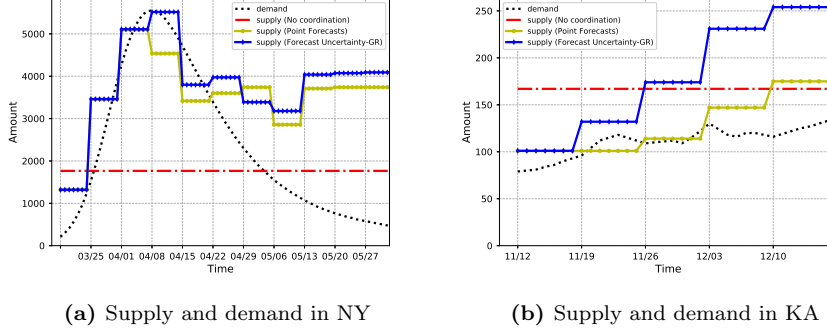 demand
supply (No coordination)
supply (Point Forecasts)
supply (Forecast Uncertainty-GR)
5000
4000
3000
2000
1000
0
Amount
03/25 04/01 04/08 04/15 04/22 04/29 05/06 05/13 05/20 05/27
Time
(a) Supply and demand in NY
demand
supply (No coordination)
supply (Point Forecasts)
supply (Forecast Uncertainty-GR)
250
200
150
100
50
0
Amount
11/12 11/19 11/26 12/03 12/10
Time
(b) Supply and demand in KA